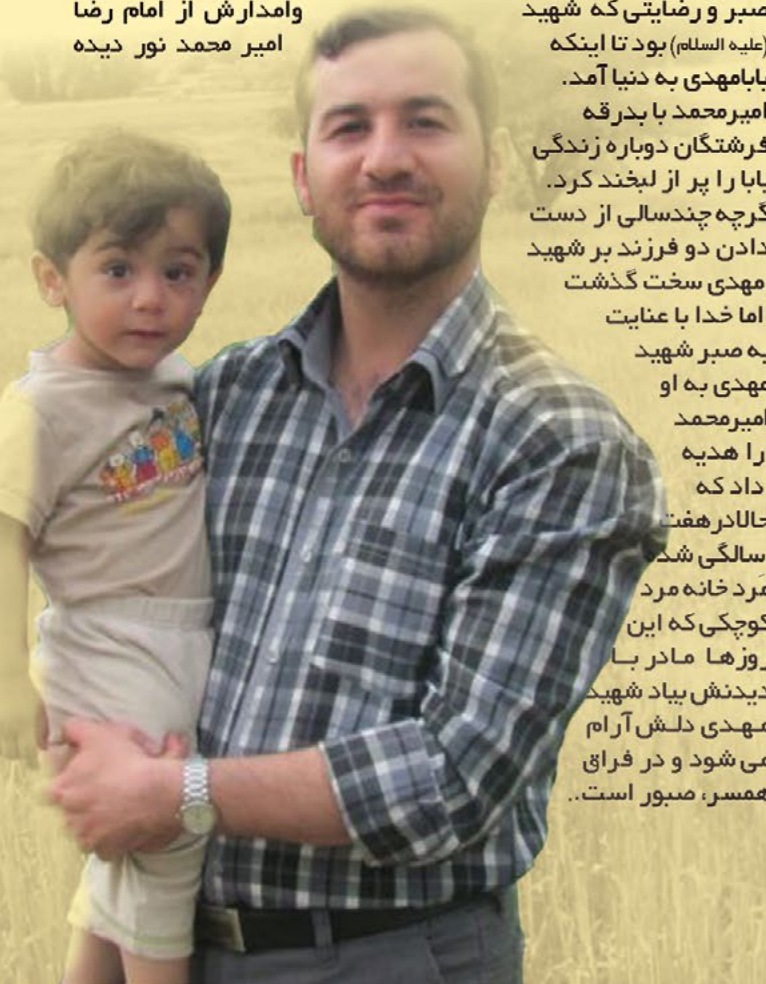 صبر و رضایتی که شهید
وامدارش از امام رضا
(علیه السلام) بود تا اینکه
امیر محمد نور دیده
بابامهدی به دنیا آمد.
امیرمحمد با بدرقه
فرشتگان دوباره زندگی
بابا را پر از لبخند کرد.
گرچه چندسالی از دست
دادن دو فرزند بر شهید
مهدی سخت گذشت
اما خدا با عنایت
به صبر شهید
مهدی به او
امیرمحمد
را هدیه
داد که
حالادر هفت
سالگی شده
مَرد خانه مرد
کوچکی که این
روزها مادر با
دیدنش بیاد شهید
مهدی دلش آرام
می شود و در فراق
همسر، صبور است..